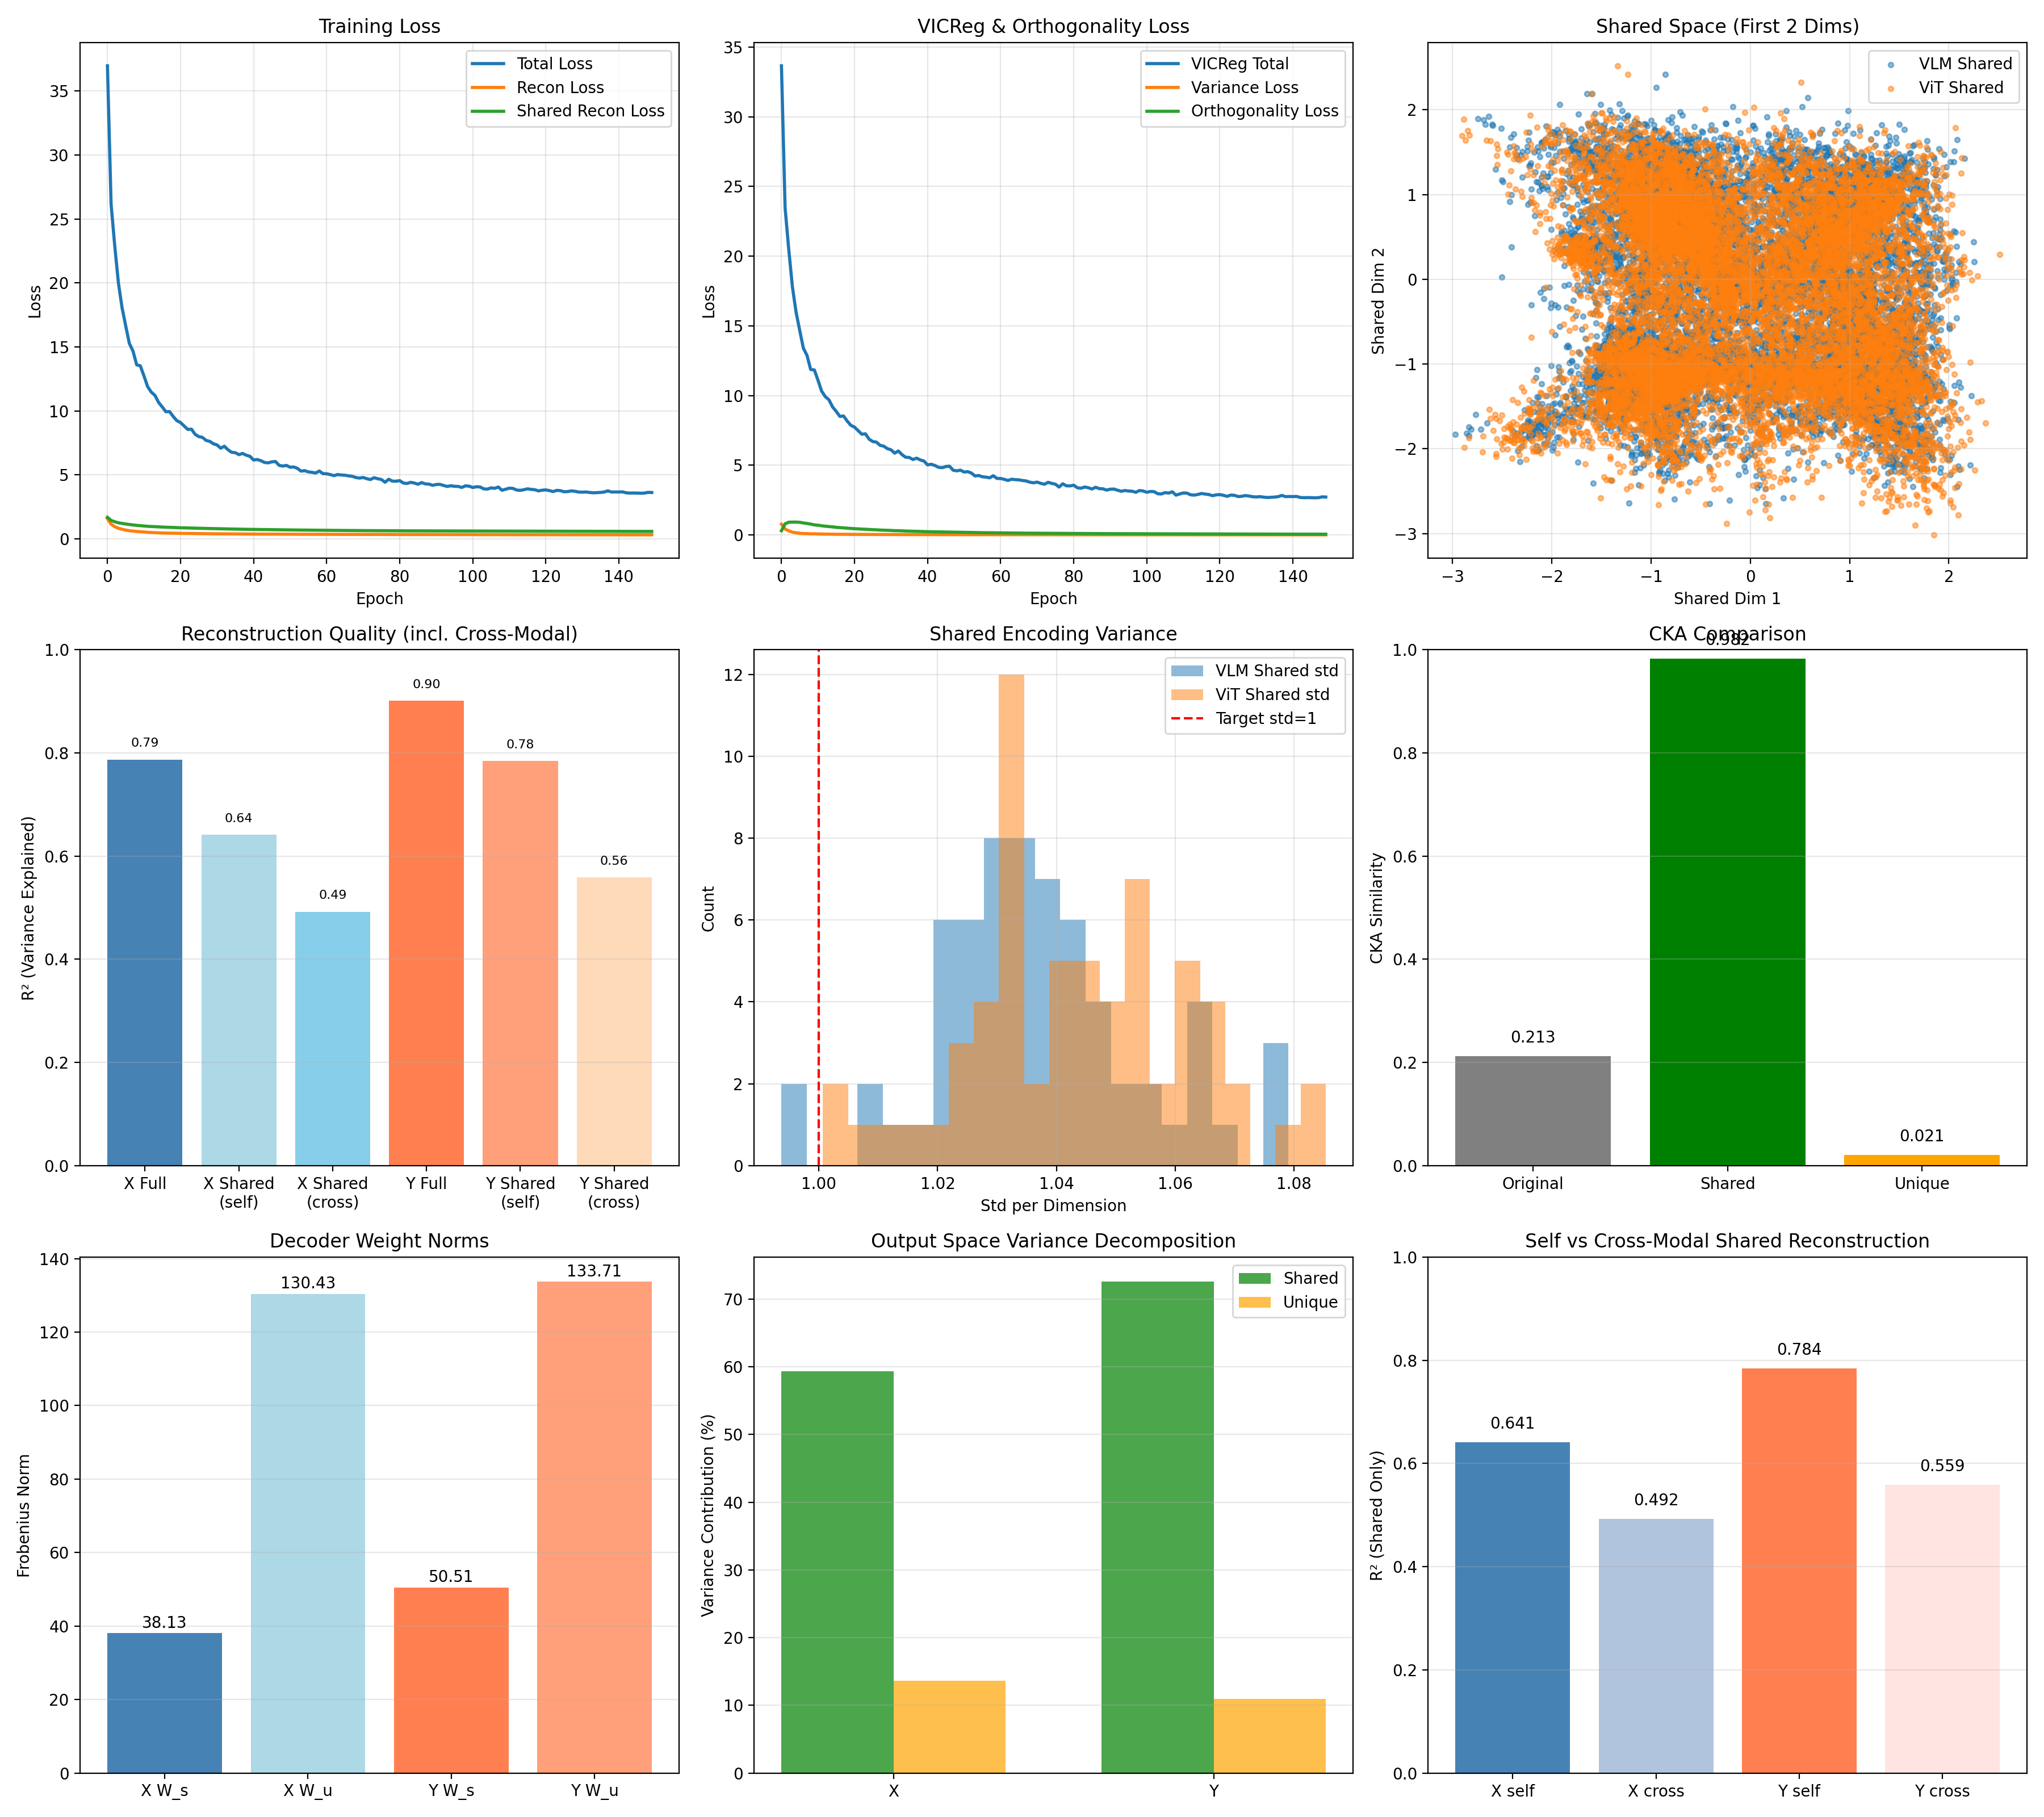 Training Loss
Total Loss
Recon Loss
Shared Recon Loss
Loss
35
30
25
20
15
10
5
0
0 20 40 60 80 100 120 140
Epoch
VICReg & Orthogonality Loss
VICReg Total
Variance Loss
Orthogonality Loss
Loss
35
30
25
20
15
10
5
0
0 20 40 60 80 100 120 140
Epoch
Shared Space (First 2 Dims)
VLM Shared
ViT Shared
Shared Dim 2
2
1
0
−1
−2
−3
−3 −2 −1 0 1 2
Shared Dim 1
Reconstruction Quality (incl. Cross-Modal)
R² (Variance Explained)
1.0
0.8
0.6
0.4
0.2
0.0
0.79
0.64
0.49
0.90
0.78
0.56
X Full X Shared (self) X Shared (cross) Y Full Y Shared (self) Y Shared (cross)
Shared Encoding Variance
VLM Shared std
ViT Shared std
Target std=1
Count
12
10
8
6
4
2
0
1.00 1.02 1.04 1.06 1.08
Std per Dimension
CKA Comparison
0.982
CKA Similarity
1.0
0.8
0.6
0.4
0.2
0.0
0.213
0.021
Original Shared Unique
Decoder Weight Norms
Frobenius Norm
140
120
100
80
60
40
20
0
38.13
130.43
50.51
133.71
X W_s X W_u Y W_s Y W_u
Output Space Variance Decomposition
Shared
Unique
Variance Contribution (%)
70
60
50
40
30
20
10
0
X Y
Self vs Cross-Modal Shared Reconstruction
R² (Shared Only)
1.0
0.8
0.6
0.4
0.2
0.0
0.641
0.492
0.784
0.559
X self X cross Y self Y cross